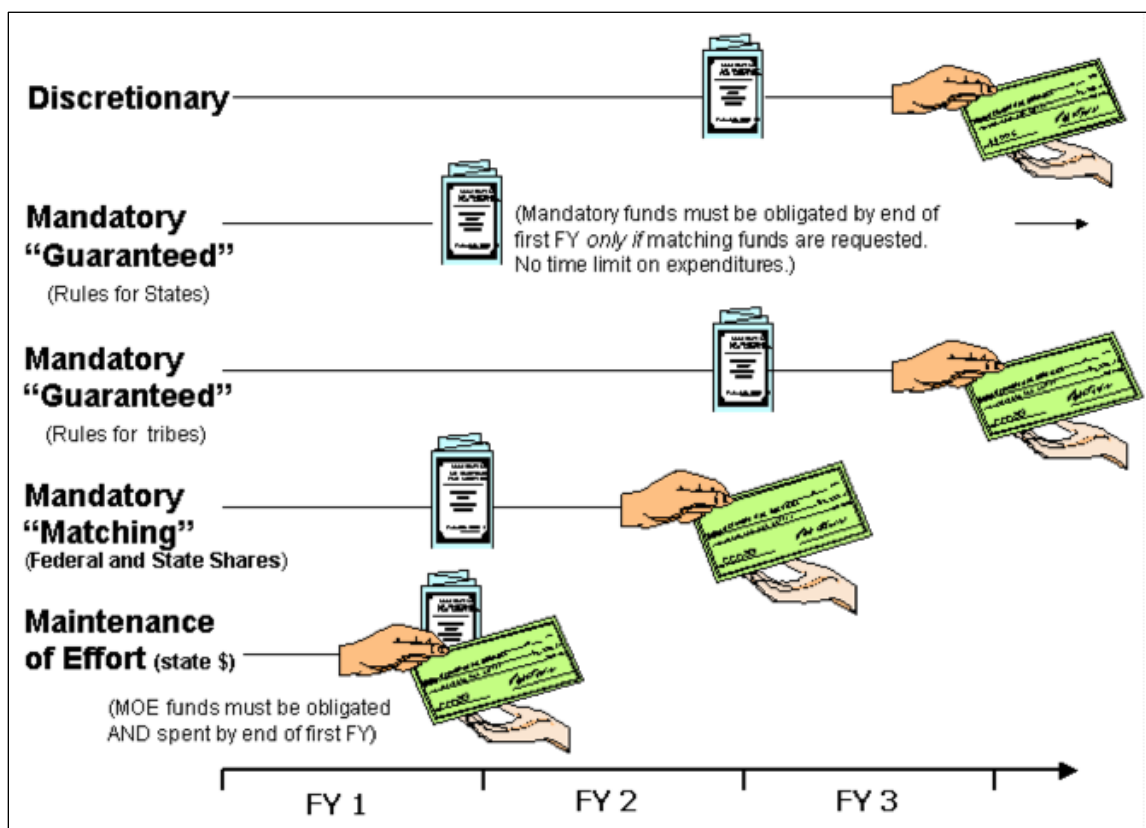 Discretionary
Mandatory
“Guaranteed”
(Rules for States)
(Mandatory funds must be obligated by end of
first FY only if matching funds are requested.
No time limit on expenditures.)
Mandatory
“Guaranteed”
(Rules for tribes)
Mandatory
“Matching”
(Federal and State Shares)
Maintenance
of Effort (state $)
(MOE funds must be obligated
AND spent by end of first FY)
FY 1
FY 2
FY 3